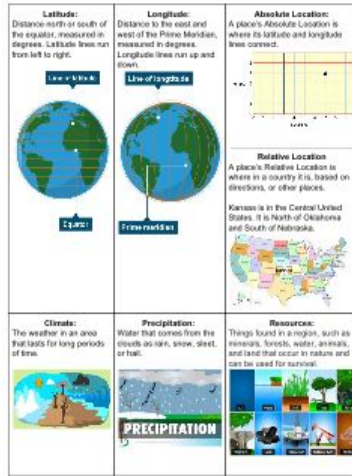 Latitude:
Distance north or south of
the equator, measured in
degrees. Latitude lines run
from left to right.
Line of latitude
Equator
Longitude:
Distance to the east and
west of the Prime Meridian,
measured in degrees.
Longitude lines run up and
down.
Line of longitude
Prime meridian
Absolute Location:
A place's Absolute Location is
where its latitude and longitude
lines connect.
Relative Location
A place's Relative Location is
where in a country it is, based on
directions, or other places.
Kansas is in the Central United
States. It is North of Oklahoma
and South of Nebraska.
Climate:
The weather in an area
that lasts for long periods
of time.
Precipitation:
Water that comes from the
clouds as rain, snow, sleet,
or hail.
PRECIPITATION
Resources:
Things found in a region, such as
minerals, forests, water, animals,
and land that occur in nature and
can be used for survival.